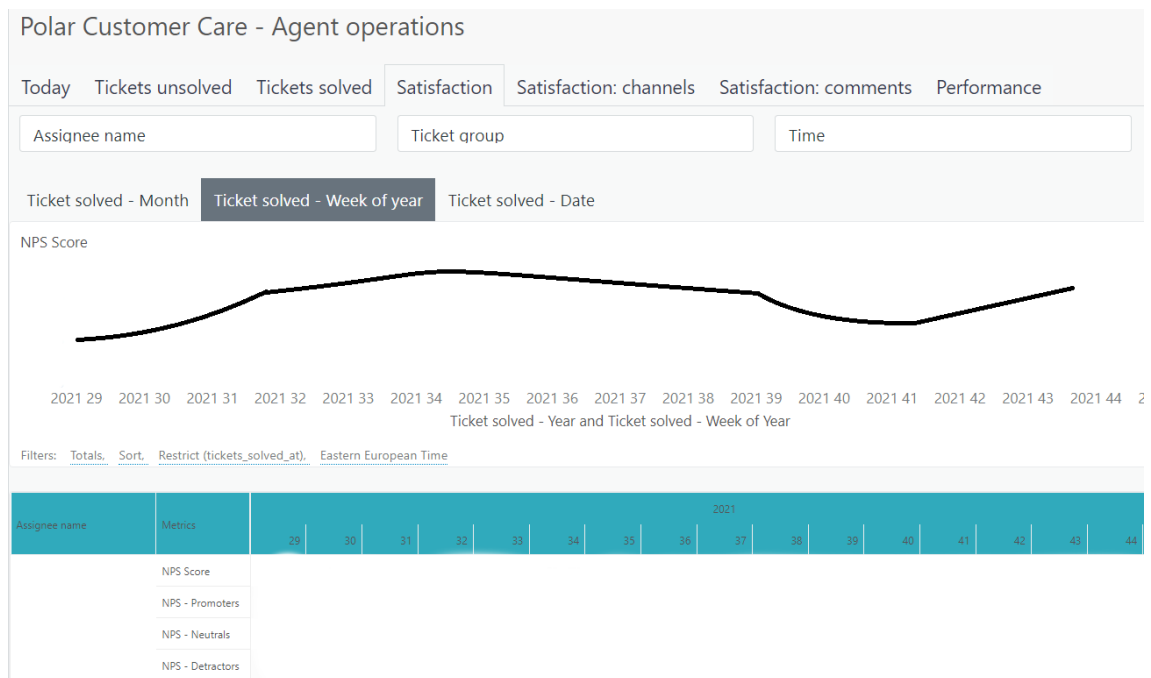 Polar Customer Care - Agent operations
Today Tickets unsolved Tickets solved Satisfaction Satisfaction: channels Satisfaction: comments Performance
Assignee name Ticket group Time
Ticket solved - Month Ticket solved - Week of year Ticket solved - Date
NPS Score
2021 29 2021 30 2021 31 2021 32 2021 33 2021 34 2021 35 2021 36 2021 37 2021 38 2021 39 2021 40 2021 41 2021 42 2021 43 2021 44 2
Ticket solved - Year and Ticket solved - Week of Year
Filters: Totals, Sort, Restrict (tickets_solved_at), Eastern European Time
2021
Assignee name Metrics
29 30 31 32 33 34 35 36 37 38 39 40 41 42 43 44
NPS Score
NPS - Promoters
NPS - Neutrals
NPS - Detractors